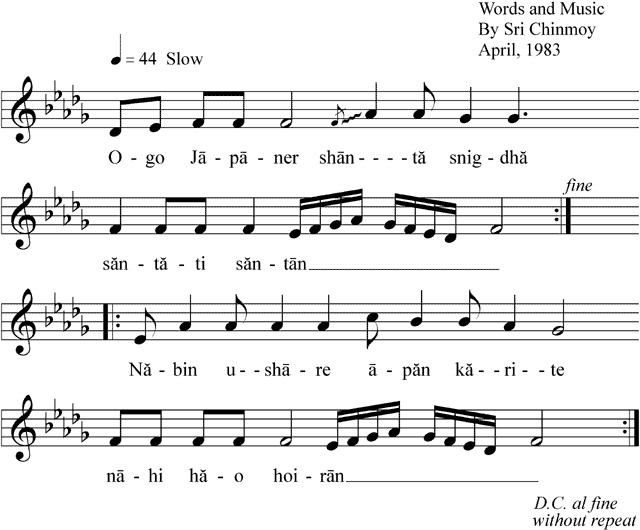 Words and Music
By Sri Chinmoy
April, 1983
♩ = 44 Slow
O - go Jā - pā - ner shān - - - - tă snig - dhă
fine
săn - tă - ti săn - tān
Nă - bin u - - shā - re ā - păn kă - - ri - - te
nā - hi hă - o hoi - rān
D.C. al fine
without repeat